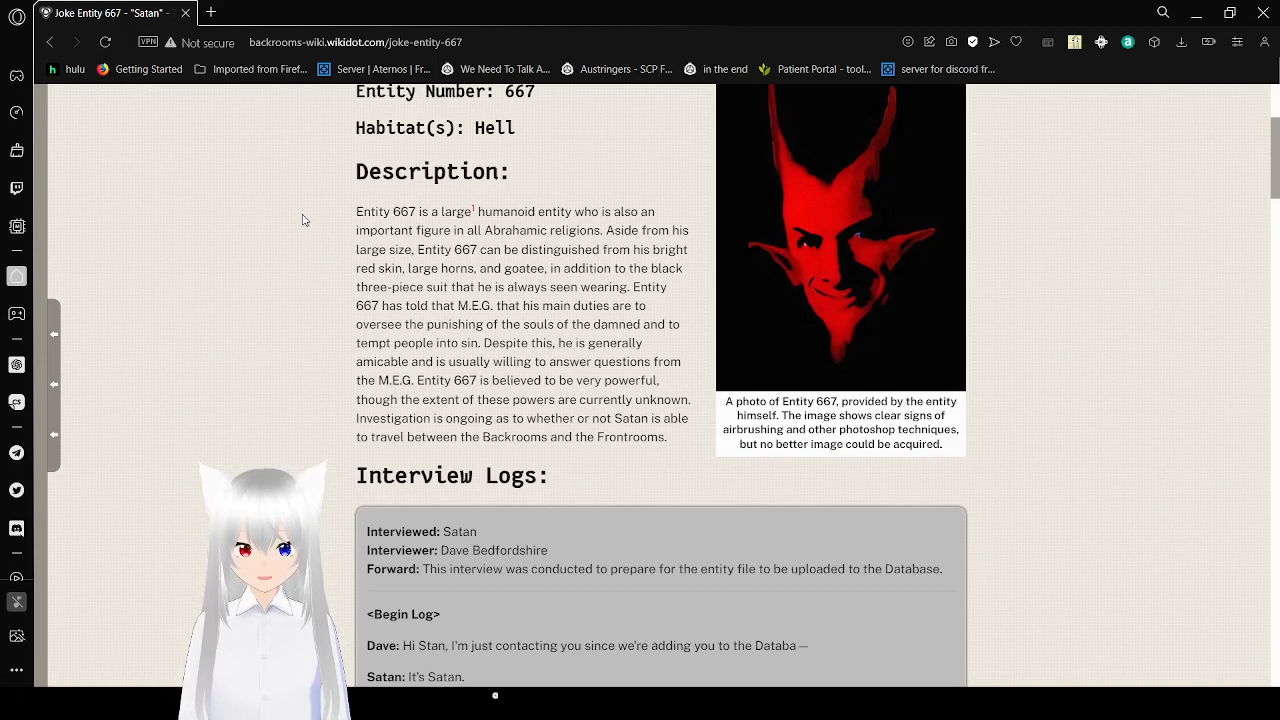 Joke Entity 667 - "Satan" -
Not secure
VPN
backrooms-wiki.wikidot.com/joke-entity-667
hulu
Getting Started
Imported from Firef...
Server | Aternos | Fr...
We Need To Talk A...
Austringers - SCP F...
in the end
Patient Portal - tool...
server for discord fr...
Entity Number: 667
Habitat(s): Hell
Description:
Entity 667 is a large1 humanoid entity who is also an
important figure in all Abrahamic religions. Aside from his
large size, Entity 667 can be distinguished from his bright
red skin, large horns, and goatee, in addition to the black
three-piece suit that he is always seen wearing. Entity
667 has told that M.E.G. that his main duties are to
oversee the punishing of the souls of the damned and to
tempt people into sin. Despite this, he is generally
amicable and is usually willing to answer questions from
the M.E.G. Entity 667 is believed to be very powerful,
though the extent of these powers are currently unknown.
Investigation is ongoing as to whether or not Satan is able
to travel between the Backrooms and the Frontrooms.
A photo of Entity 667, provided by the entity
himself. The image shows clear signs of
airbrushing and other photoshop techniques,
but no better image could be acquired.
Interview Logs:
Interviewed: Satan
Interviewer: Dave Bedfordshire
Forward: This interview was conducted to prepare for the entity file to be uploaded to the Database.
<Begin Log>
Dave: Hi Stan, I'm just contacting you since we're adding you to the Databa —
Satan: It's Satan.